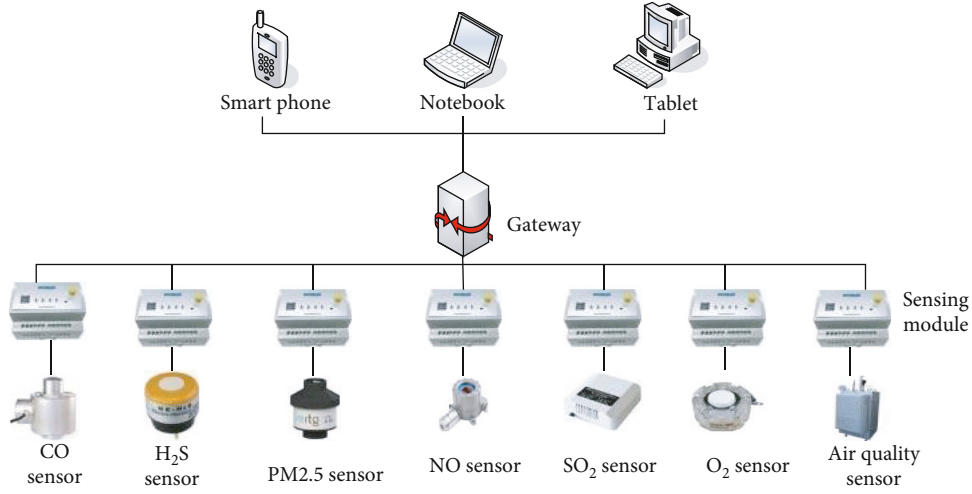 Smart phone
Notebook
Tablet
Gateway
Sensing
module
CO
sensor
H₂S
sensor
PM2.5 sensor
NO sensor
SO₂ sensor
O₂ sensor
Air quality
sensor